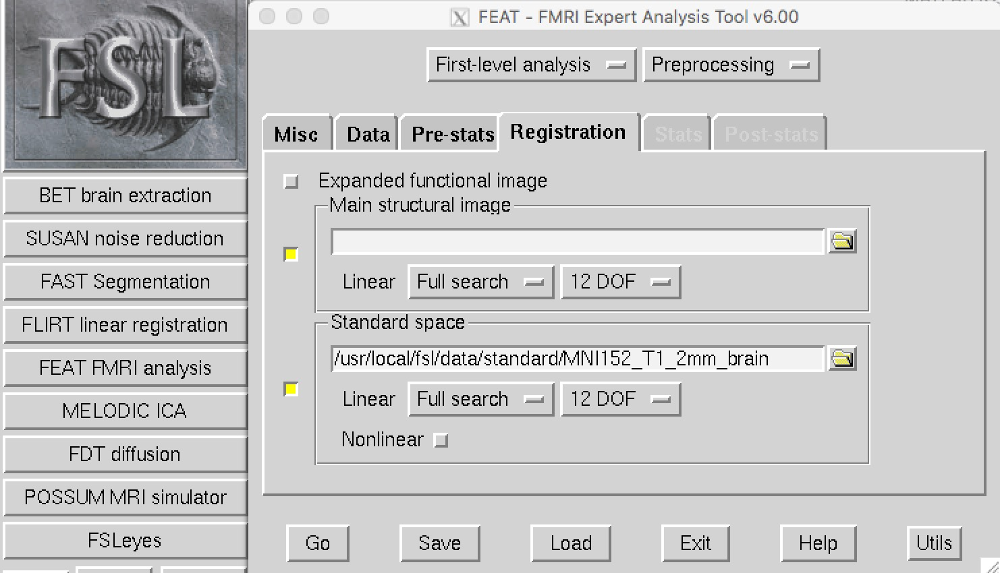 FSL
FEAT - FMRI Expert Analysis Tool v6.00
First-level analysis Preprocessing
Misc Data Pre-stats Registration Stats Post-stats
Expanded functional image
Main structural image
Linear Full search 12 DOF
Standard space
/usr/local/fsl/data/standard/MNI152_T1_2mm_brain
Linear Full search 12 DOF
Nonlinear
Go Save Load Exit Help Utils
BET brain extraction
SUSAN noise reduction
FAST Segmentation
FLIRT linear registration
FEAT FMRI analysis
MELODIC ICA
FDT diffusion
POSSUM MRI simulator
FSLeyes